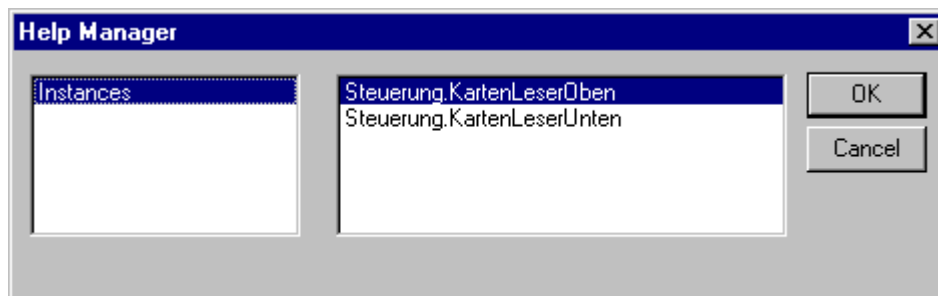 Help Manager
Instances
Steuerung.KartenLeserOben
Steuerung.KartenLeserUnten
OK
Cancel